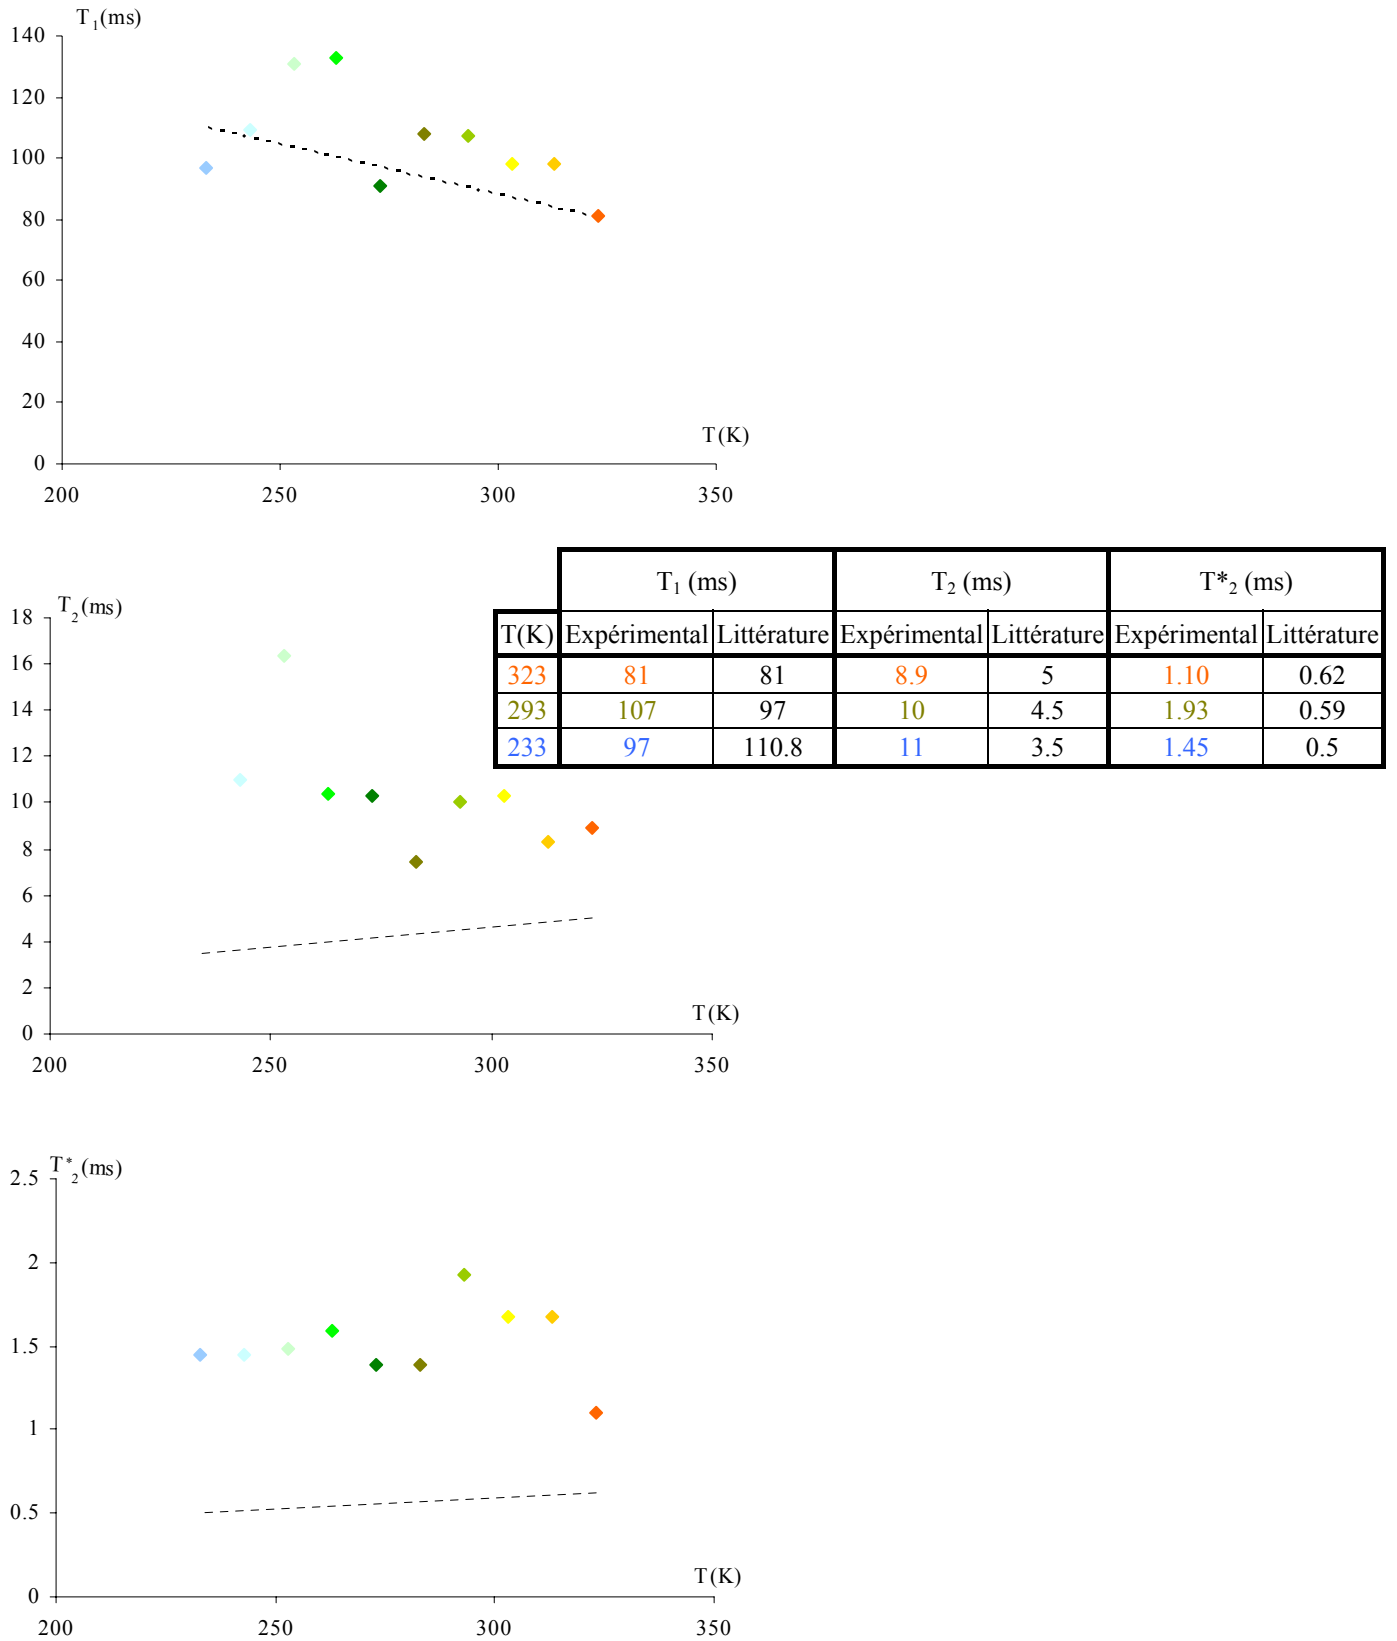 T1(ms)
140
120
100
80
60
40
20
0
T(K)
200 250 300 350
T1 (ms) T2 (ms) T*2 (ms)
T(K) Expérimental Littérature Expérimental Littérature Expérimental Littérature
323 81 81 8.9 5 1.10 0.62
293 107 97 10 4.5 1.93 0.59
233 97 110.8 11 3.5 1.45 0.5
T2(ms)
18
16
14
12
10
8
6
4
2
0
T(K)
200 250 300 350
T*2(ms)
2.5
2
1.5
1
0.5
0
T(K)
200 250 300 350